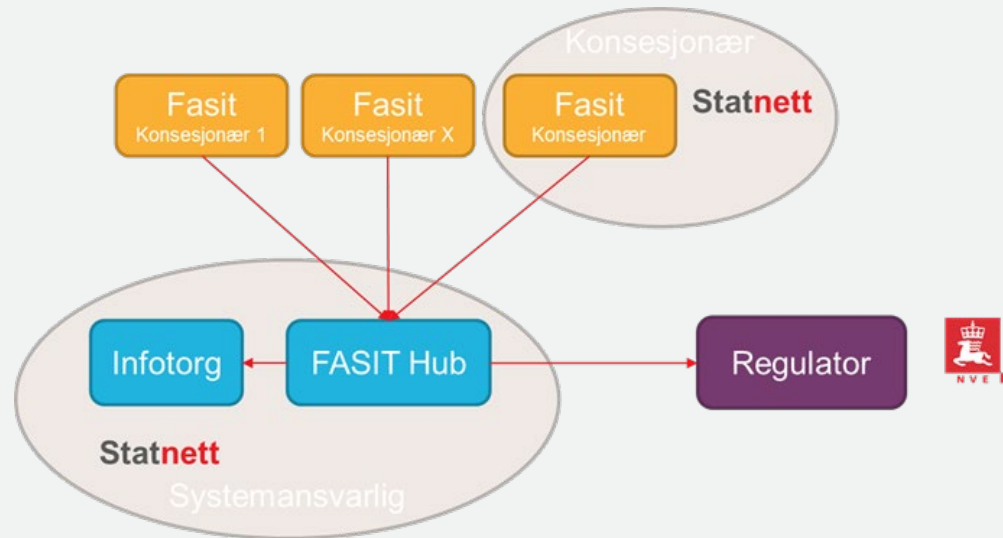 Konsesjonær
Fasit
Konsesjonær 1
Fasit
Konsesjonær X
Fasit
Konsesjonær
Statnett
Infotorg
FASIT Hub
Regulator
NVE
Statnett
Systemansvarlig